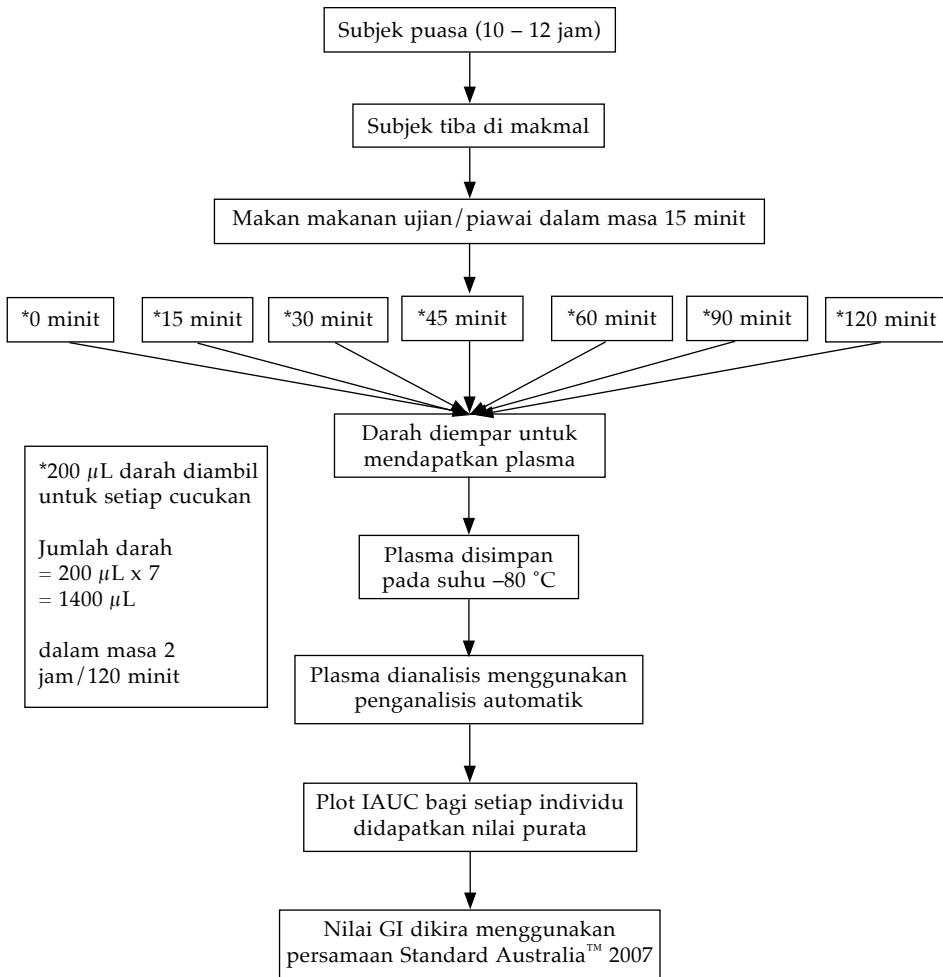 Subjek puasa (10 – 12 jam)
Subjek tiba di makmal
Makan makanan ujian/piawai dalam masa 15 minit
*0 minit
*15 minit
*30 minit
*45 minit
*60 minit
*90 minit
*120 minit
Darah diempar untuk
mendapatkan plasma
*200 µL darah diambil
untuk setiap cucukan
Jumlah darah
= 200 µL x 7
= 1400 µL
dalam masa 2
jam/120 minit
Plasma disimpan
pada suhu –80 ˚C
Plasma dianalisis menggunakan
penganalisis automatik
Plot IAUC bagi setiap individu
didapatkan nilai purata
Nilai GI dikira menggunakan
persamaan Standard Australia™ 2007